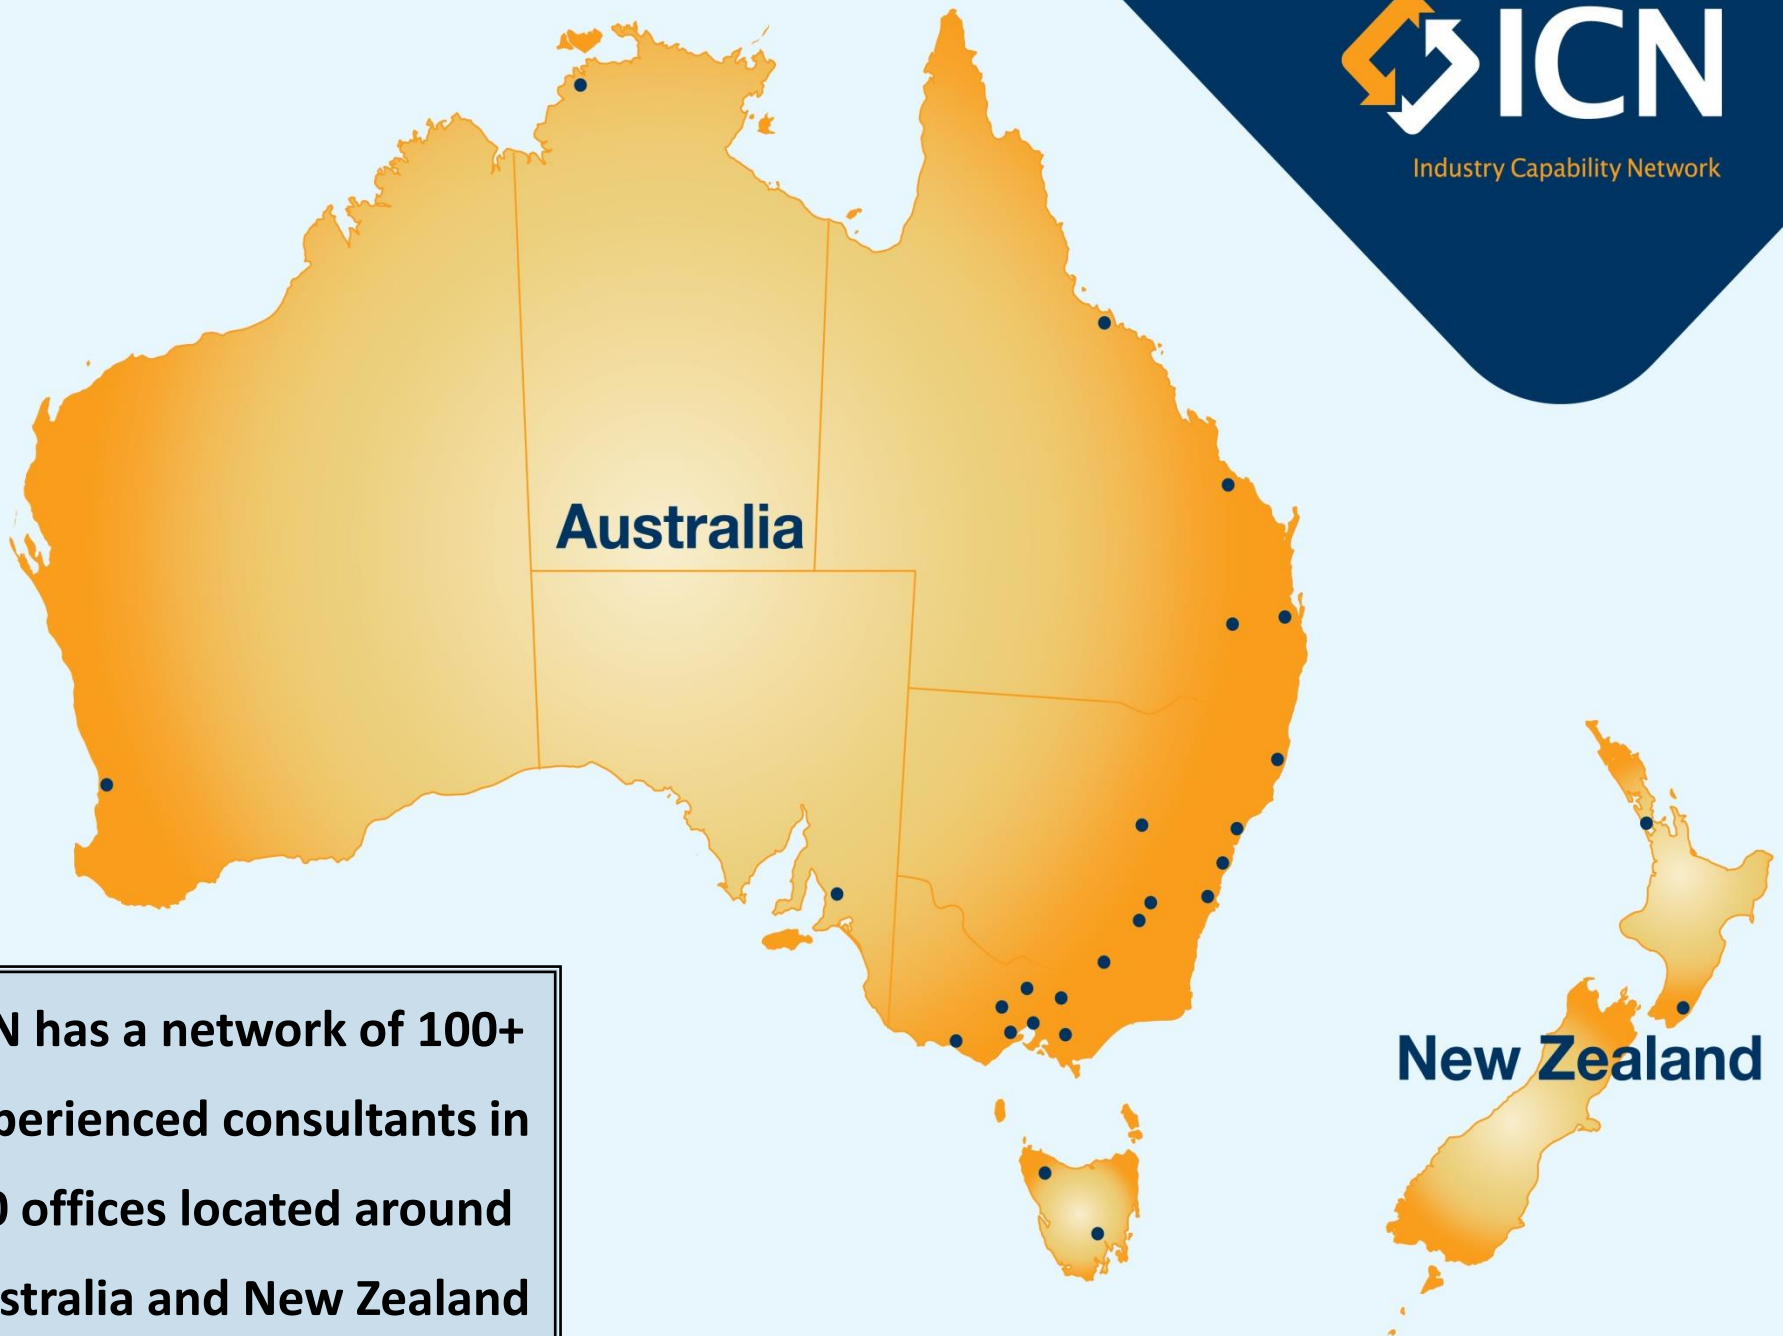 ICN
Industry Capability Network
Australia
New Zealand
N has a network of 100+
perienced consultants in
0 offices located around
stralia and New Zealand